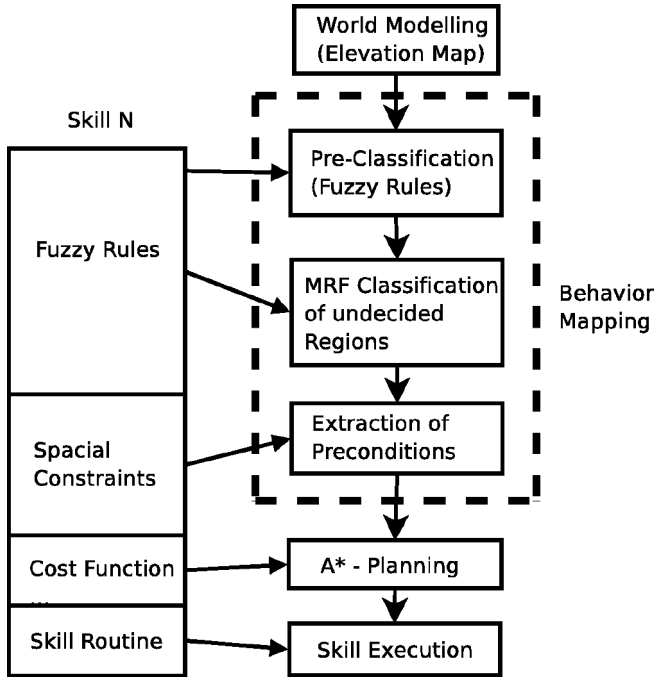 World Modelling
(Elevation Map)
Skill N
Pre-Classification
(Fuzzy Rules)
Fuzzy Rules
MRF Classification
of undecided
Regions
Behavior
Mapping
Extraction of
Preconditions
Spacial
Constraints
A* - Planning
Cost Function
...
Skill Routine
Skill Execution